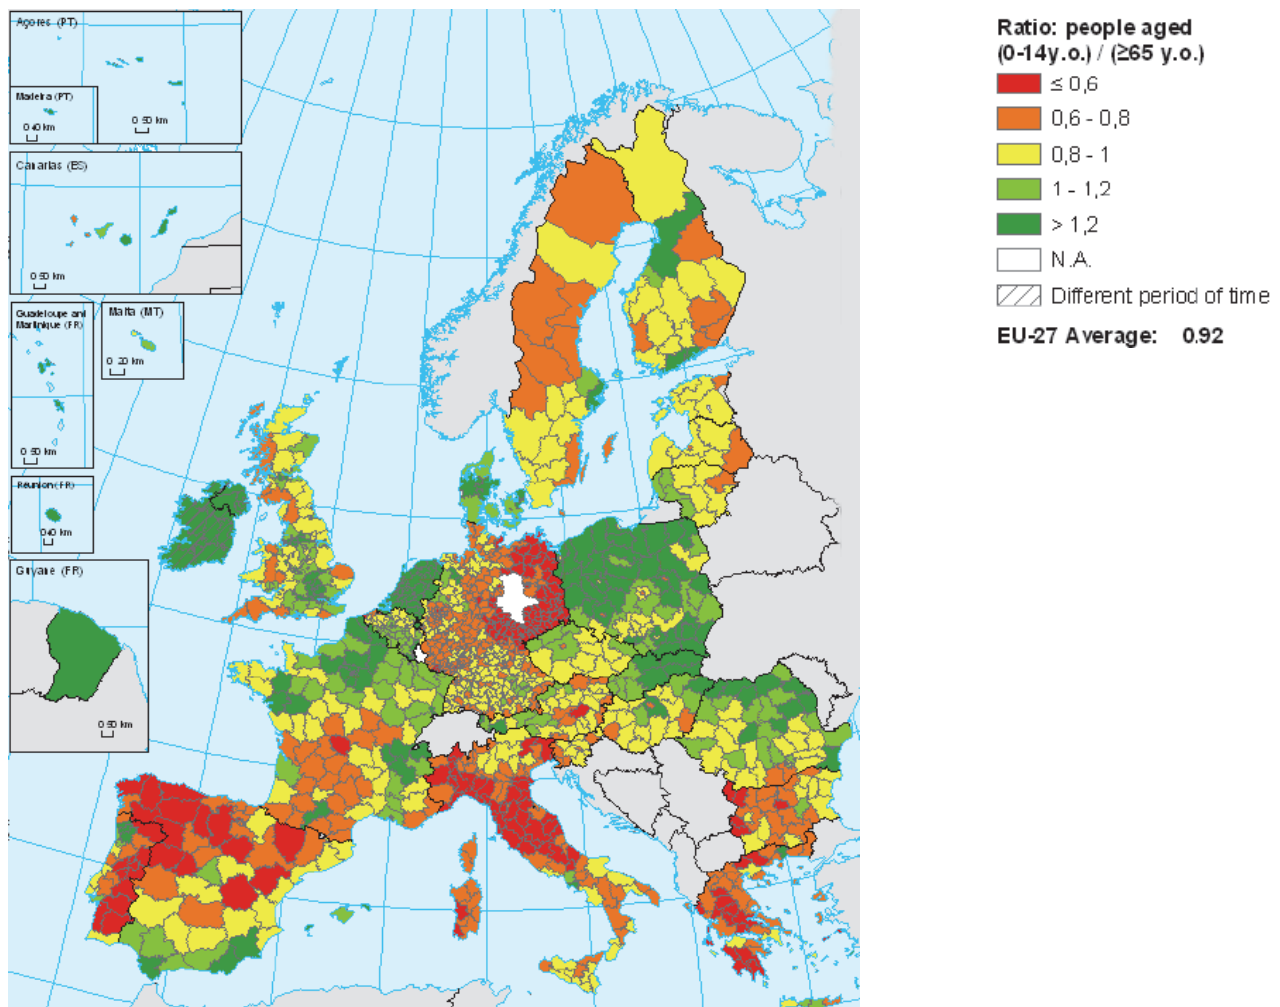 Açores (PT)
Madeira (PT)
0 40 km
0 50 km
Canarias (ES)
0 50 km
Guadeloupe and
Martinique (FR)
0 50 km
Malta (MT)
0 20 km
Réunion (FR)
0 40 km
Guyane (FR)
0 50 km
Ratio: people aged
(0-14y.o.) / (≥65 y.o.)
≤ 0,6
0,6 - 0,8
0,8 - 1
1 - 1,2
> 1,2
N.A.
Different period of time
EU-27 Average: 0.92